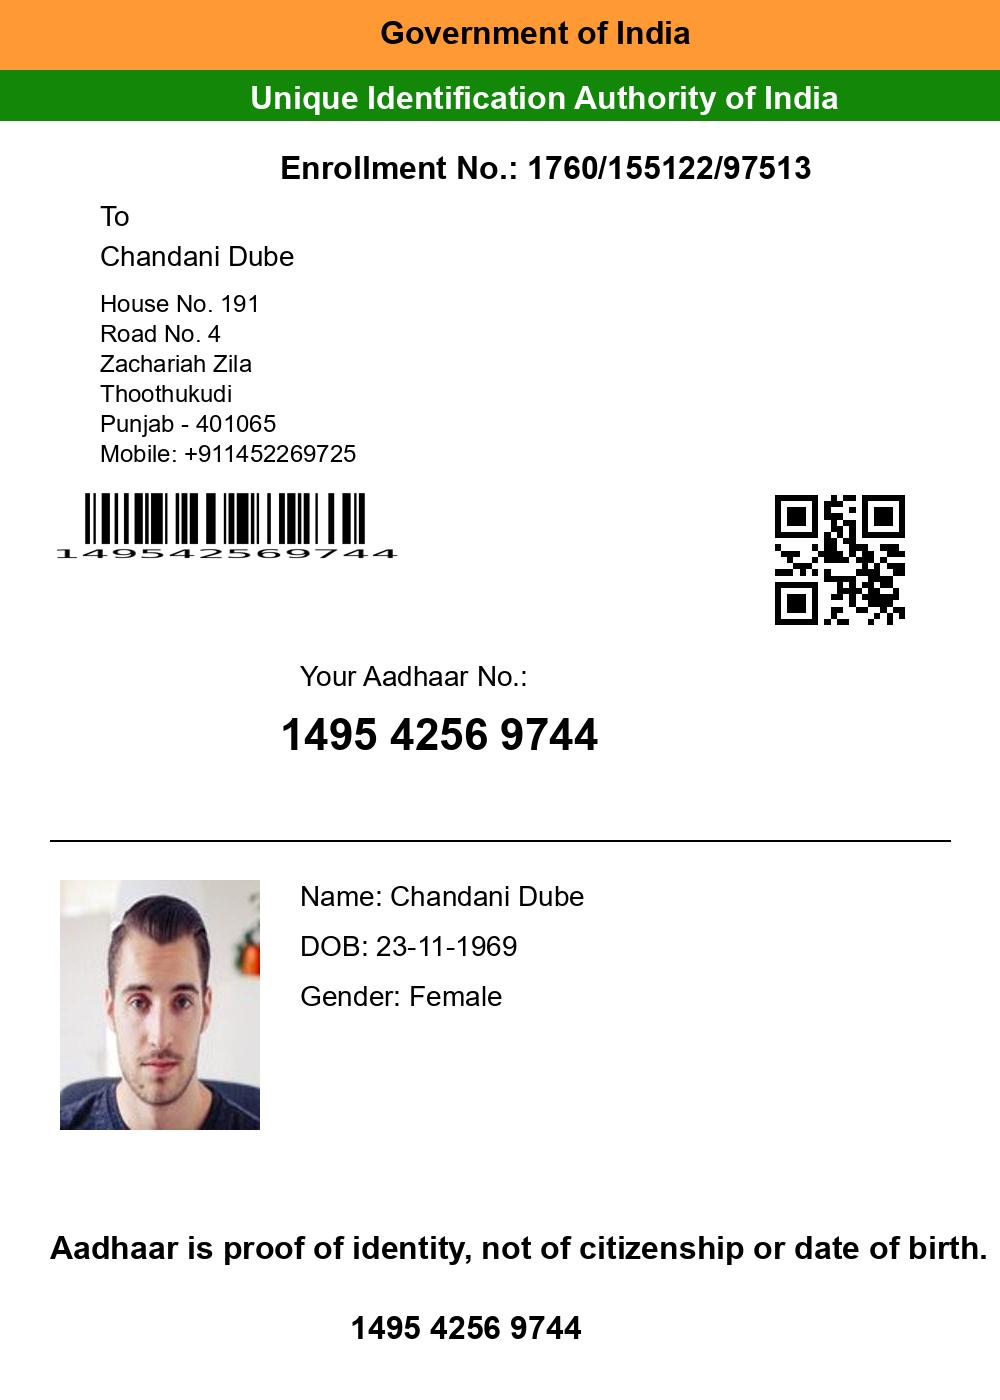 Government of India
Unique Identification Authority of India
Enrollment No.: 1760/155122/97513
To
Chandani Dube
House No. 191
Road No. 4
Zachariah Zila
Thoothukudi
Punjab - 401065
Mobile: +911452269725
149542569744
Your Aadhaar No.:
1495 4256 9744
Name: Chandani Dube
DOB: 23-11-1969
Gender: Female
Aadhaar is proof of identity, not of citizenship or date of birth.
1495 4256 9744